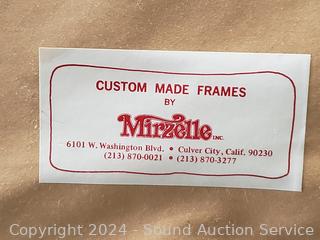 CUSTOM MADE FRAMES
BY
Mirzelle INC.
6101 W. Washington Blvd. • Culver City, Calif. 90230
(213) 870-0021 • (213) 870-3277
Copyright 2024 - Sound Auction Service